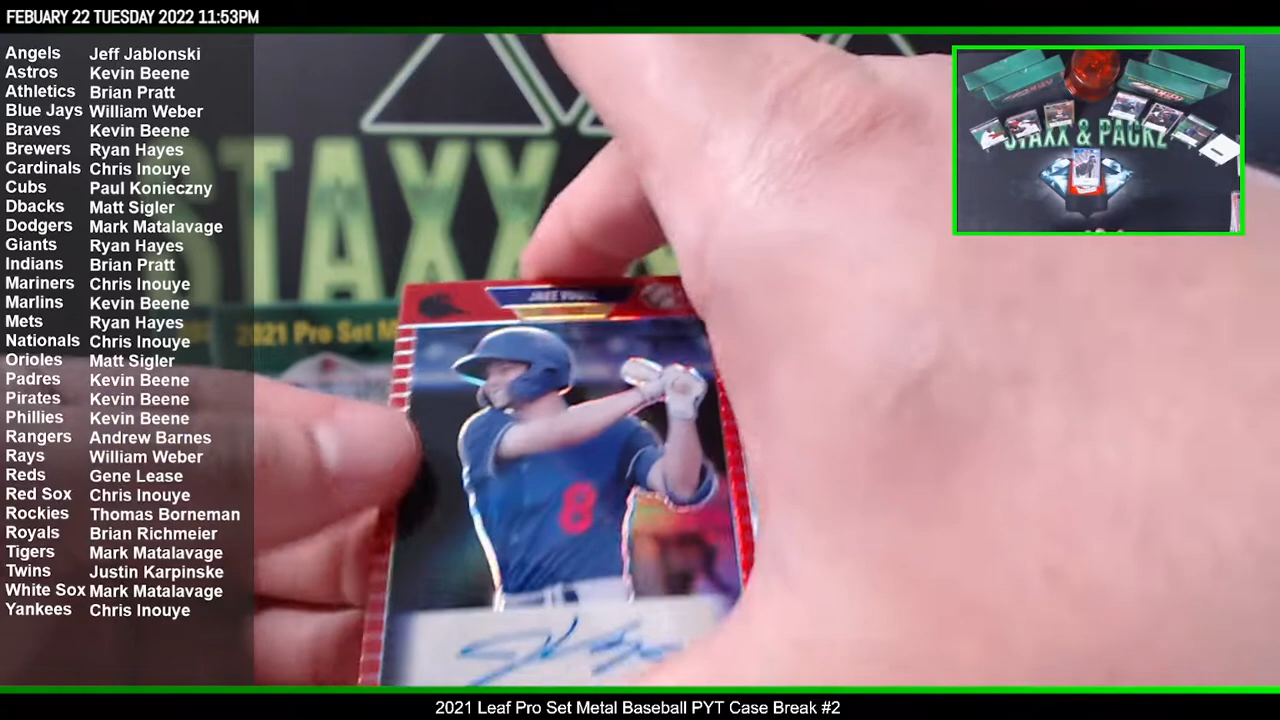 FEBUARY 22 TUESDAY 2022 11:53PM
Angels Jeff Jablonski
Astros Kevin Beene
Athletics Brian Pratt
Blue Jays William Weber
Braves Kevin Beene
Brewers Ryan Hayes
Cardinals Chris Inouye
Cubs Paul Konieczny
Dbacks Matt Sigler
Dodgers Mark Matalavage
Giants Ryan Hayes
Indians Brian Pratt
Mariners Chris Inouye
Marlins Kevin Beene
Mets Ryan Hayes
Nationals Chris Inouye
Orioles Matt Sigler
Padres Kevin Beene
Pirates Kevin Beene
Phillies Kevin Beene
Rangers Andrew Barnes
Rays William Weber
Reds Gene Lease
Red Sox Chris Inouye
Rockies Thomas Borneman
Royals Brian Richmeier
Tigers Mark Matalavage
Twins Justin Karpinske
White Sox Mark Matalavage
Yankees Chris Inouye
STAXX
2021 Pro Set M
8
STAXX & PACKZ
2021 Leaf Pro Set Metal Baseball PYT Case Break #2